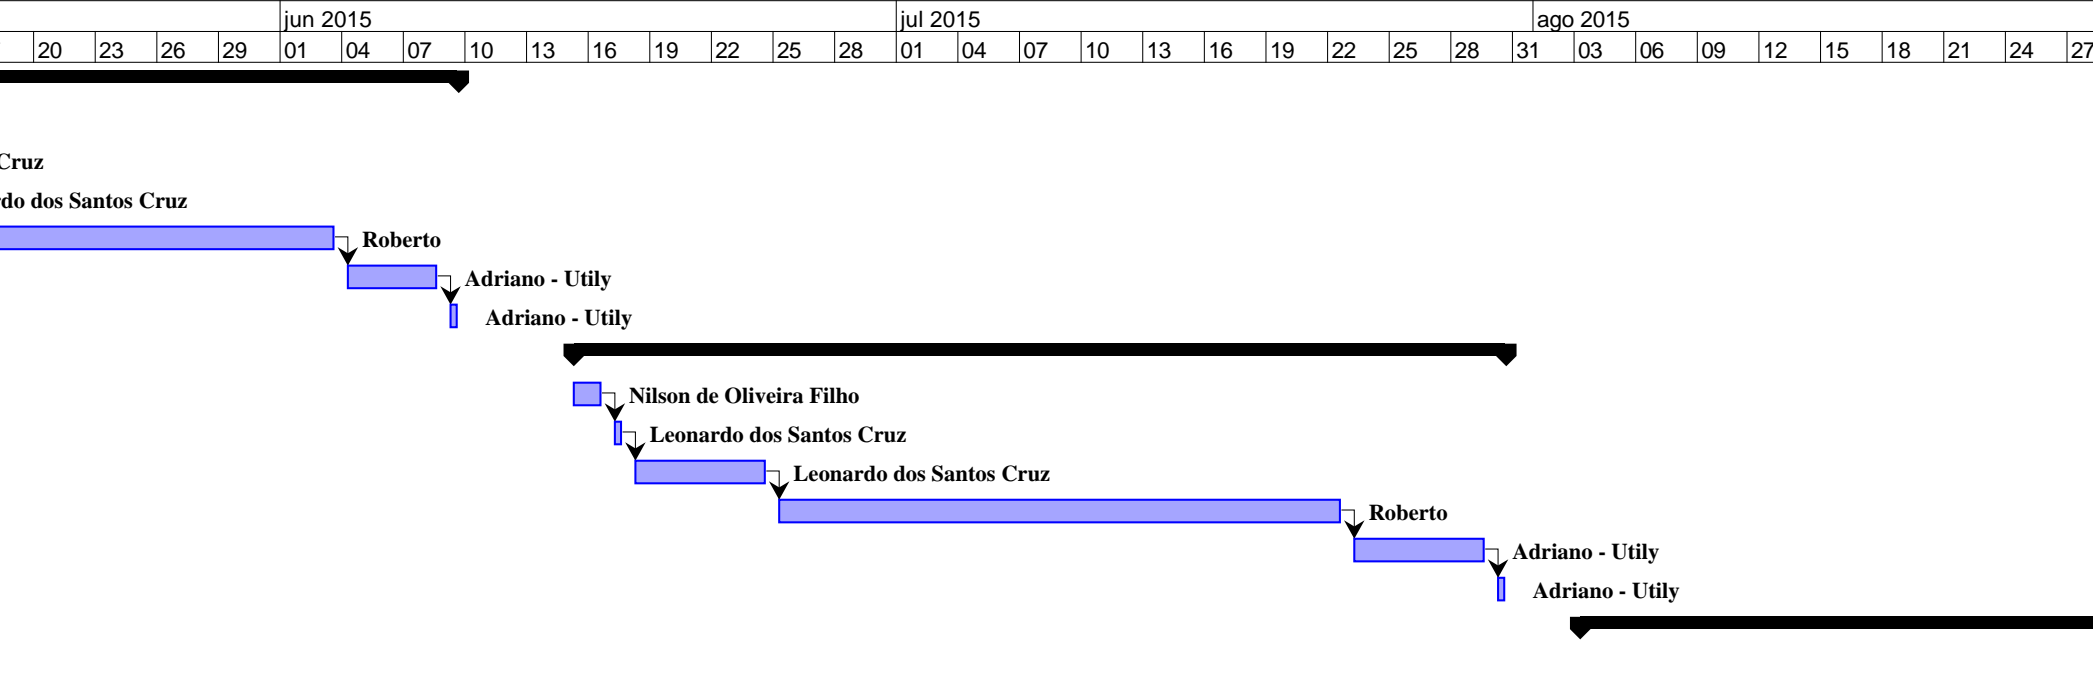 jun 2015 jul 2015 ago 2015
20 23 26 29 01 04 07 10 13 16 19 22 25 28 01 04 07 10 13 16 19 22 25 28 31 03 06 09 12 15 18 21 24 27
Cruz
do dos Santos Cruz
Roberto
Adriano - Utily
Adriano - Utily
Nilson de Oliveira Filho
Leonardo dos Santos Cruz
Leonardo dos Santos Cruz
Roberto
Adriano - Utily
Adriano - Utily